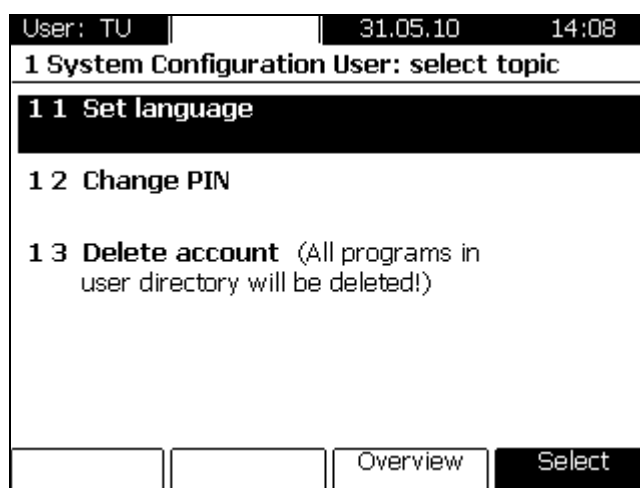 User: TU 31.05.10 14:08
1 System Configuration User: select topic
1 1 Set language
1 2 Change PIN
1 3 Delete account (All programs in
user directory will be deleted!)
Overview Select